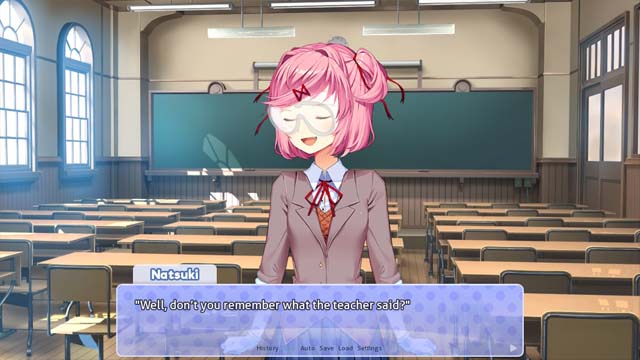 Natsuki
"Well, don't you remember what the teacher said?"
History Auto Save Load Settings